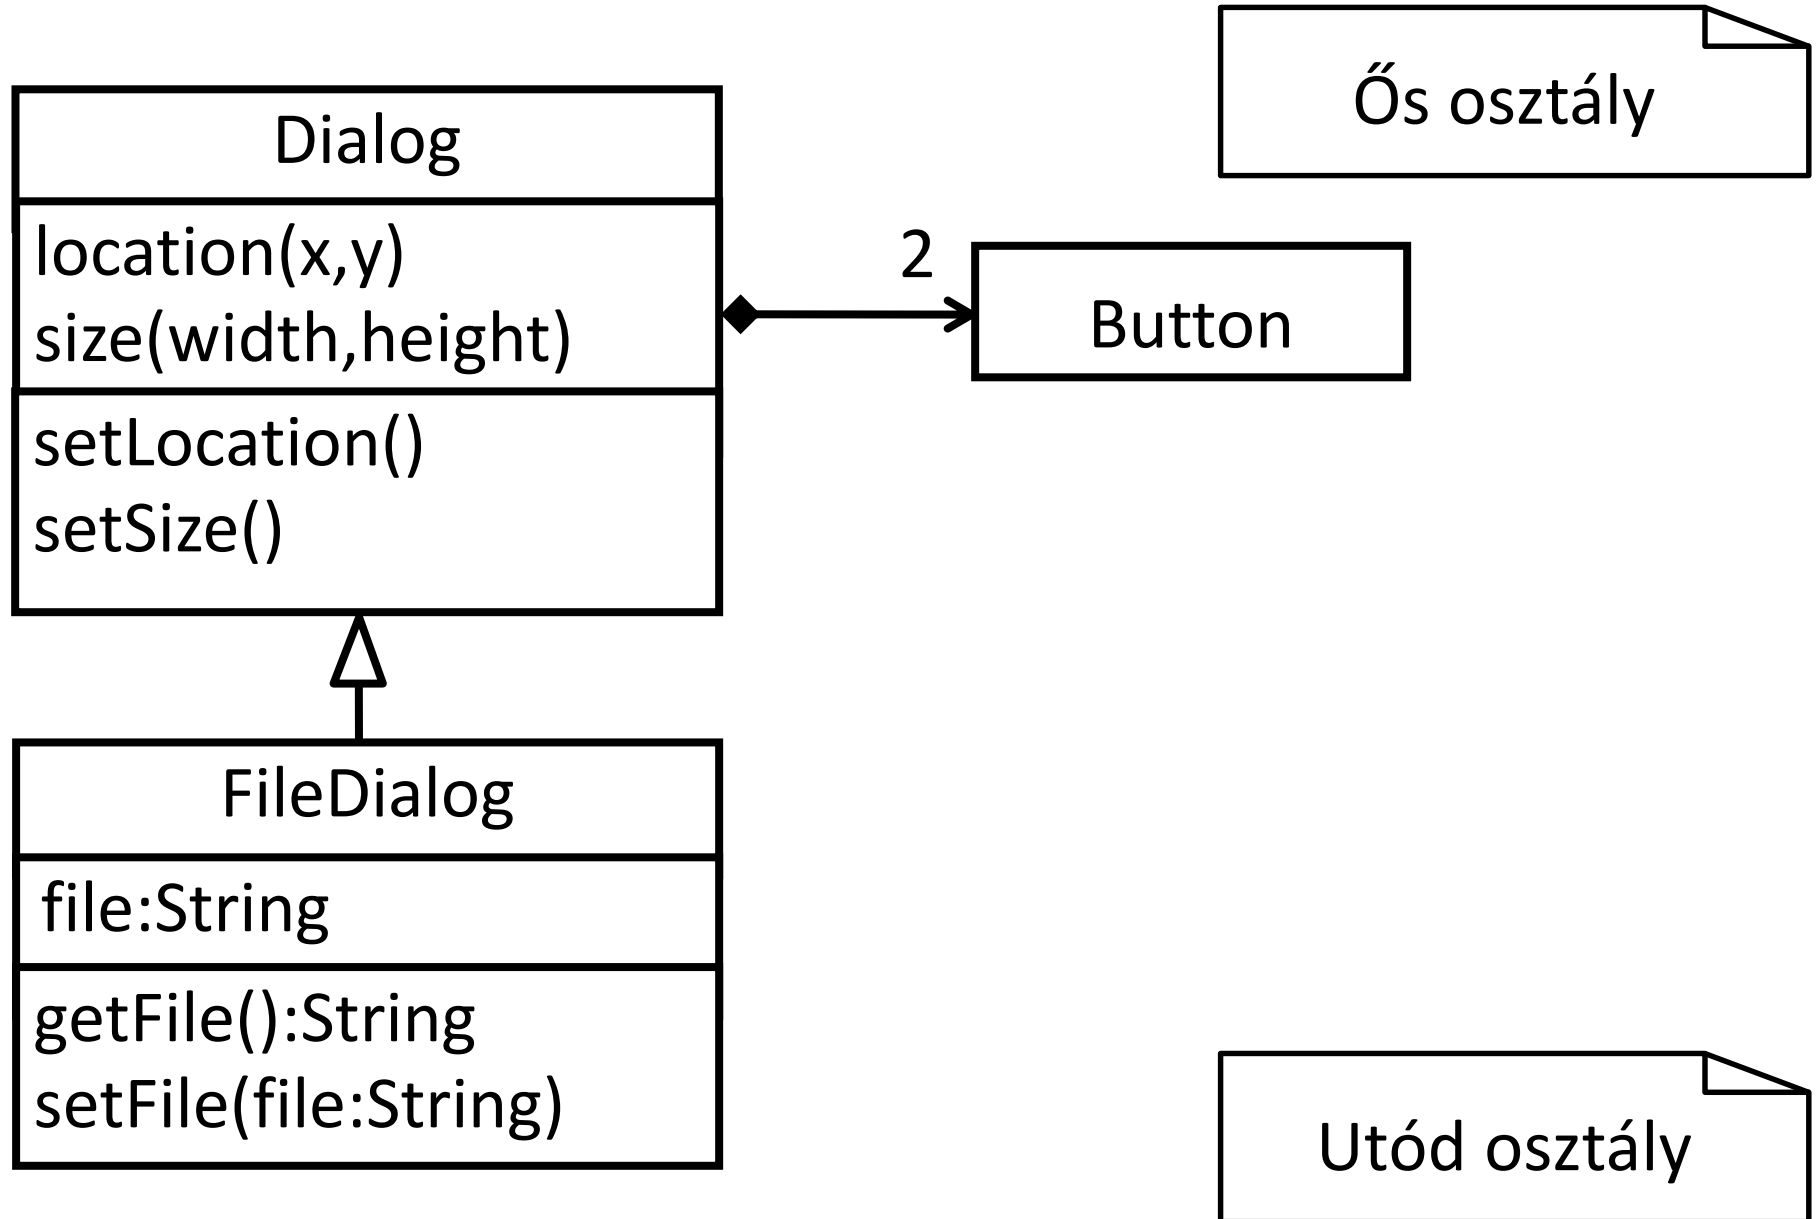 Ős osztály
Dialog
location(x,y)
size(width,height)
2
Button
setLocation()
setSize()
FileDialog
file:String
getFile():String
setFile(file:String)
Utód osztály